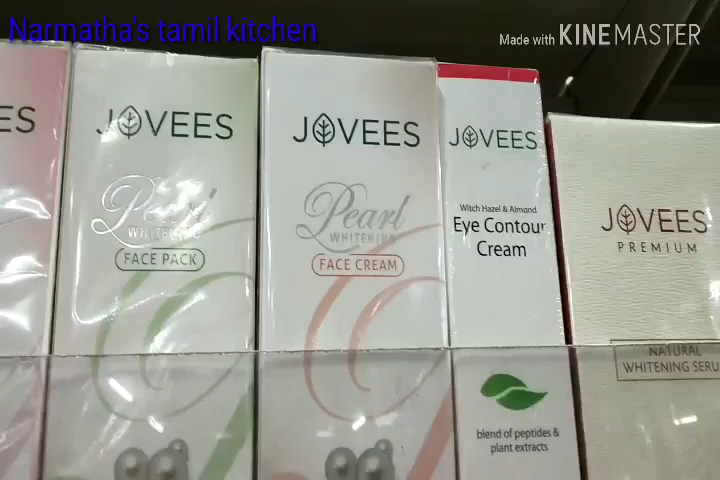 Narmatha's tamil kitchen
Made with KINEMASTER
ES
JOVEES
Pearl
WHITENING
FACE PACK
JOVEES
Pearl
WHITENING
FACE CREAM
JOVEES
Witch Hazel & Almond
Eye Contour
Cream
blend of peptides &
plant extracts
JOVEES
PREMIUM
NATURAL
WHITENING SERU